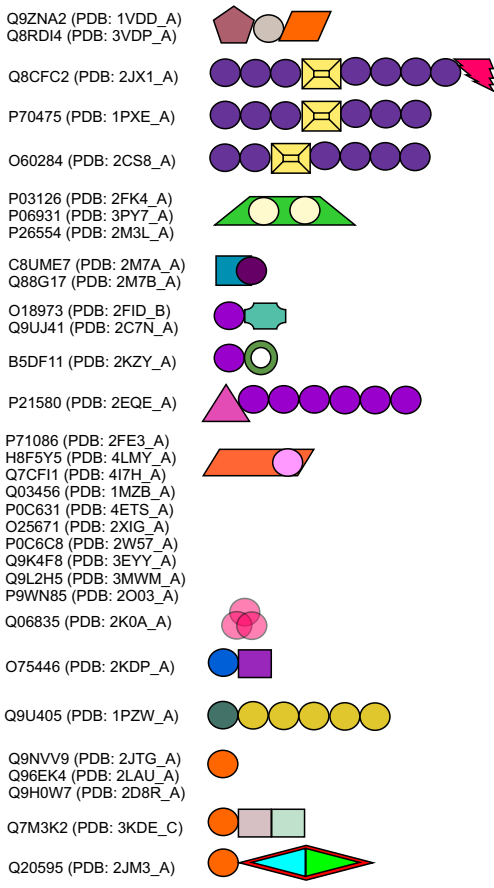 Q9ZNA2 (PDB: 1VDD_A)
Q8RDI4 (PDB: 3VDP_A)
Q8CFC2 (PDB: 2JX1_A)
P70475 (PDB: 1PXE_A)
O60284 (PDB: 2CS8_A)
P03126 (PDB: 2FK4_A)
P06931 (PDB: 3PY7_A)
P26554 (PDB: 2M3L_A)
C8UME7 (PDB: 2M7A_A)
Q88G17 (PDB: 2M7B_A)
O18973 (PDB: 2FID_B)
Q9UJ41 (PDB: 2C7N_A)
B5DF11 (PDB: 2KZY_A)
P21580 (PDB: 2EQE_A)
P71086 (PDB: 2FE3_A)
H8F5Y5 (PDB: 4LMY_A)
Q7CFI1 (PDB: 4I7H_A)
Q03456 (PDB: 1MZB_A)
P0C631 (PDB: 4ETS_A)
O25671 (PDB: 2XIG_A)
P0C6C8 (PDB: 2W57_A)
Q9K4F8 (PDB: 3EYY_A)
Q9L2H5 (PDB: 3MWM_A)
P9WN85 (PDB: 2O03_A)
Q06835 (PDB: 2K0A_A)
O75446 (PDB: 2KDP_A)
Q9U405 (PDB: 1PZW_A)
Q9NVV9 (PDB: 2JTG_A)
Q96EK4 (PDB: 2LAU_A)
Q9H0W7 (PDB: 2D8R_A)
Q7M3K2 (PDB: 3KDE_C)
Q20595 (PDB: 2JM3_A)